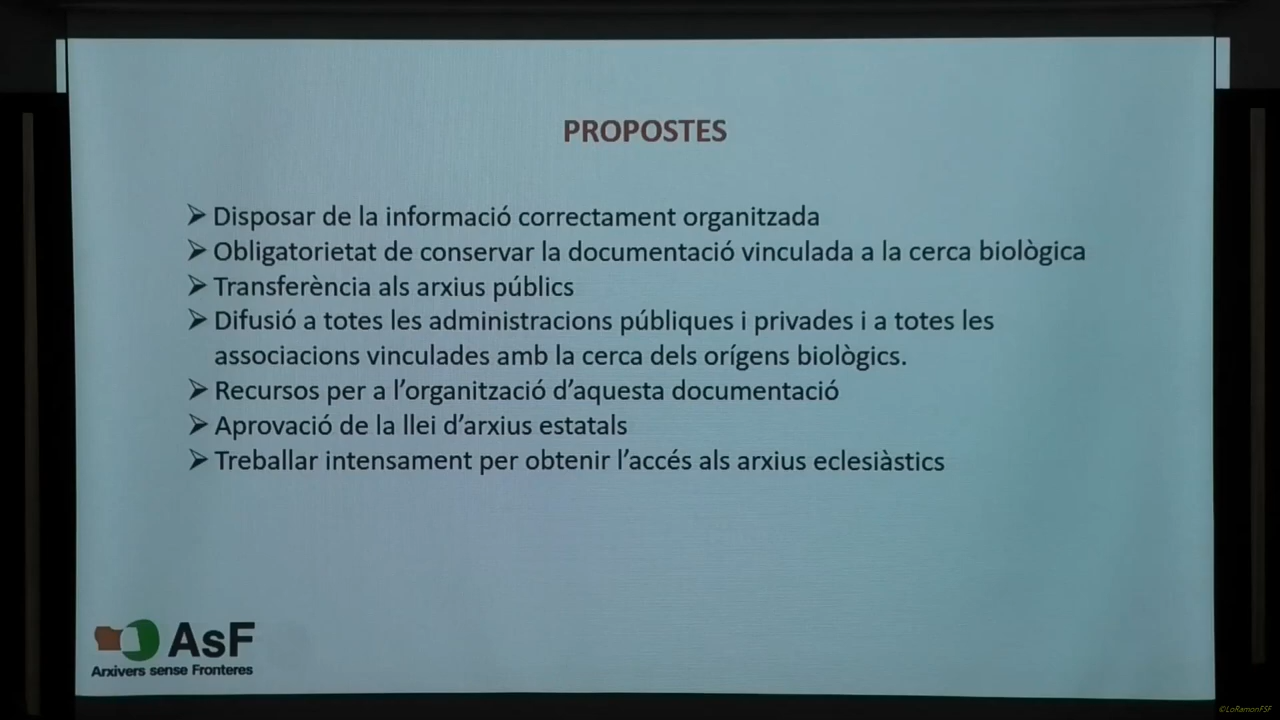 PROPOSTES
➢ Disposar de la informació correctament organitzada
➢ Obligatorietat de conservar la documentació vinculada a la cerca biològica
➢ Transferència als arxius públics
➢ Difusió a totes les administracions públiques i privades i a totes les
associacions vinculades amb la cerca dels orígens biològics.
➢ Recursos per a l’organització d’aquesta documentació
➢ Aprovació de la llei d’arxius estatals
➢ Treballar intensament per obtenir l’accés als arxius eclesiàstics
AsF
Arxivers sense Fronteres
©LoRamonFSF